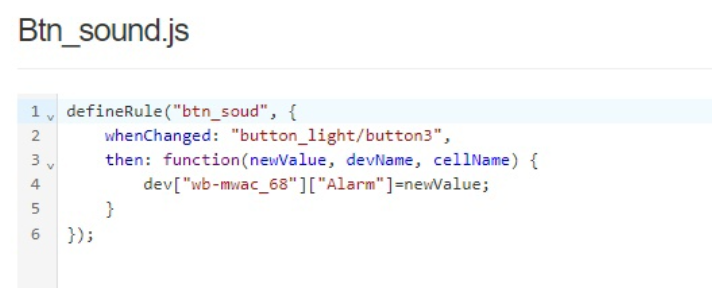 Btn_sound.js
1 defineRule("btn_soud", {
2 whenChanged: "button_light/button3",
3 then: function(newValue, devName, cellName) {
4 dev["wb-mwac_68"]["Alarm"]=newValue;
5 }
6 });